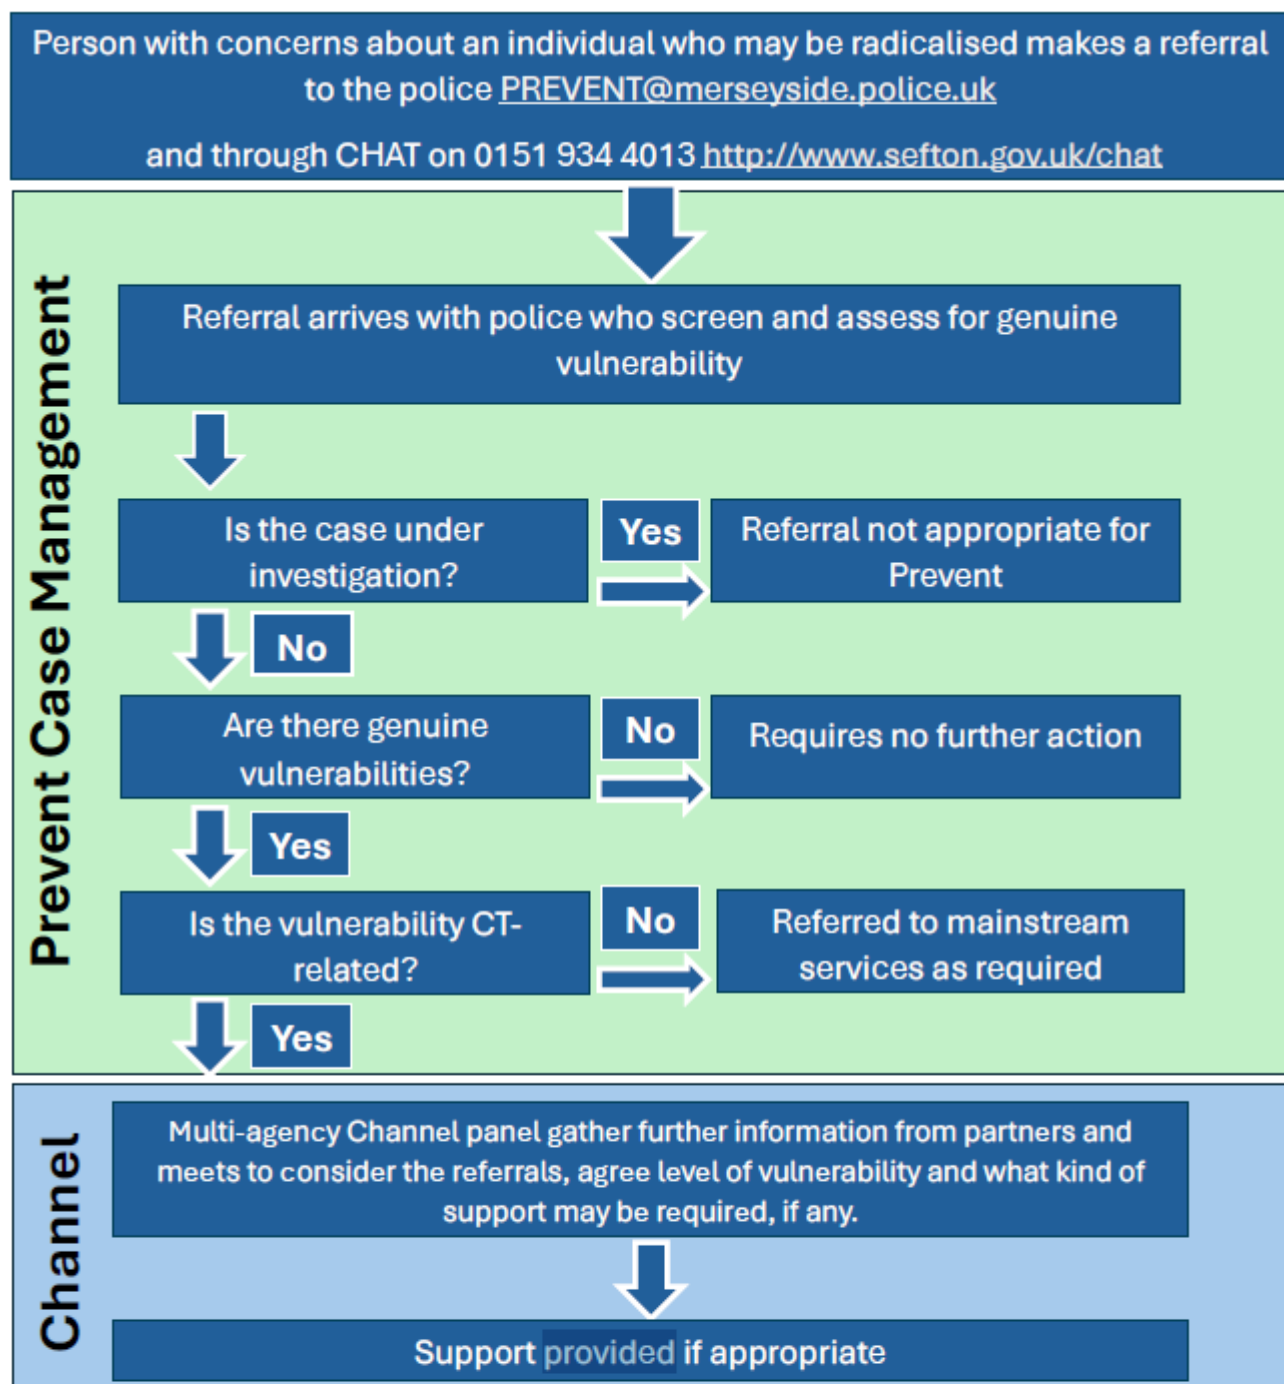 Person with concerns about an individual who may be radicalised makes a referral
to the police PREVENT@merseyside.police.uk
and through CHAT on 0151 934 4013 http://www.sefton.gov.uk/chat
Prevent Case Management
Referral arrives with police who screen and assess for genuine
vulnerability
Is the case under
investigation?
Yes
Referral not appropriate for
Prevent
No
Are there genuine
vulnerabilities?
No
Requires no further action
Yes
Is the vulnerability CT-
related?
No
Referred to mainstream
services as required
Yes
Channel
Multi-agency Channel panel gather further information from partners and
meets to consider the referrals, agree level of vulnerability and what kind of
support may be required, if any.
Support provided if appropriate